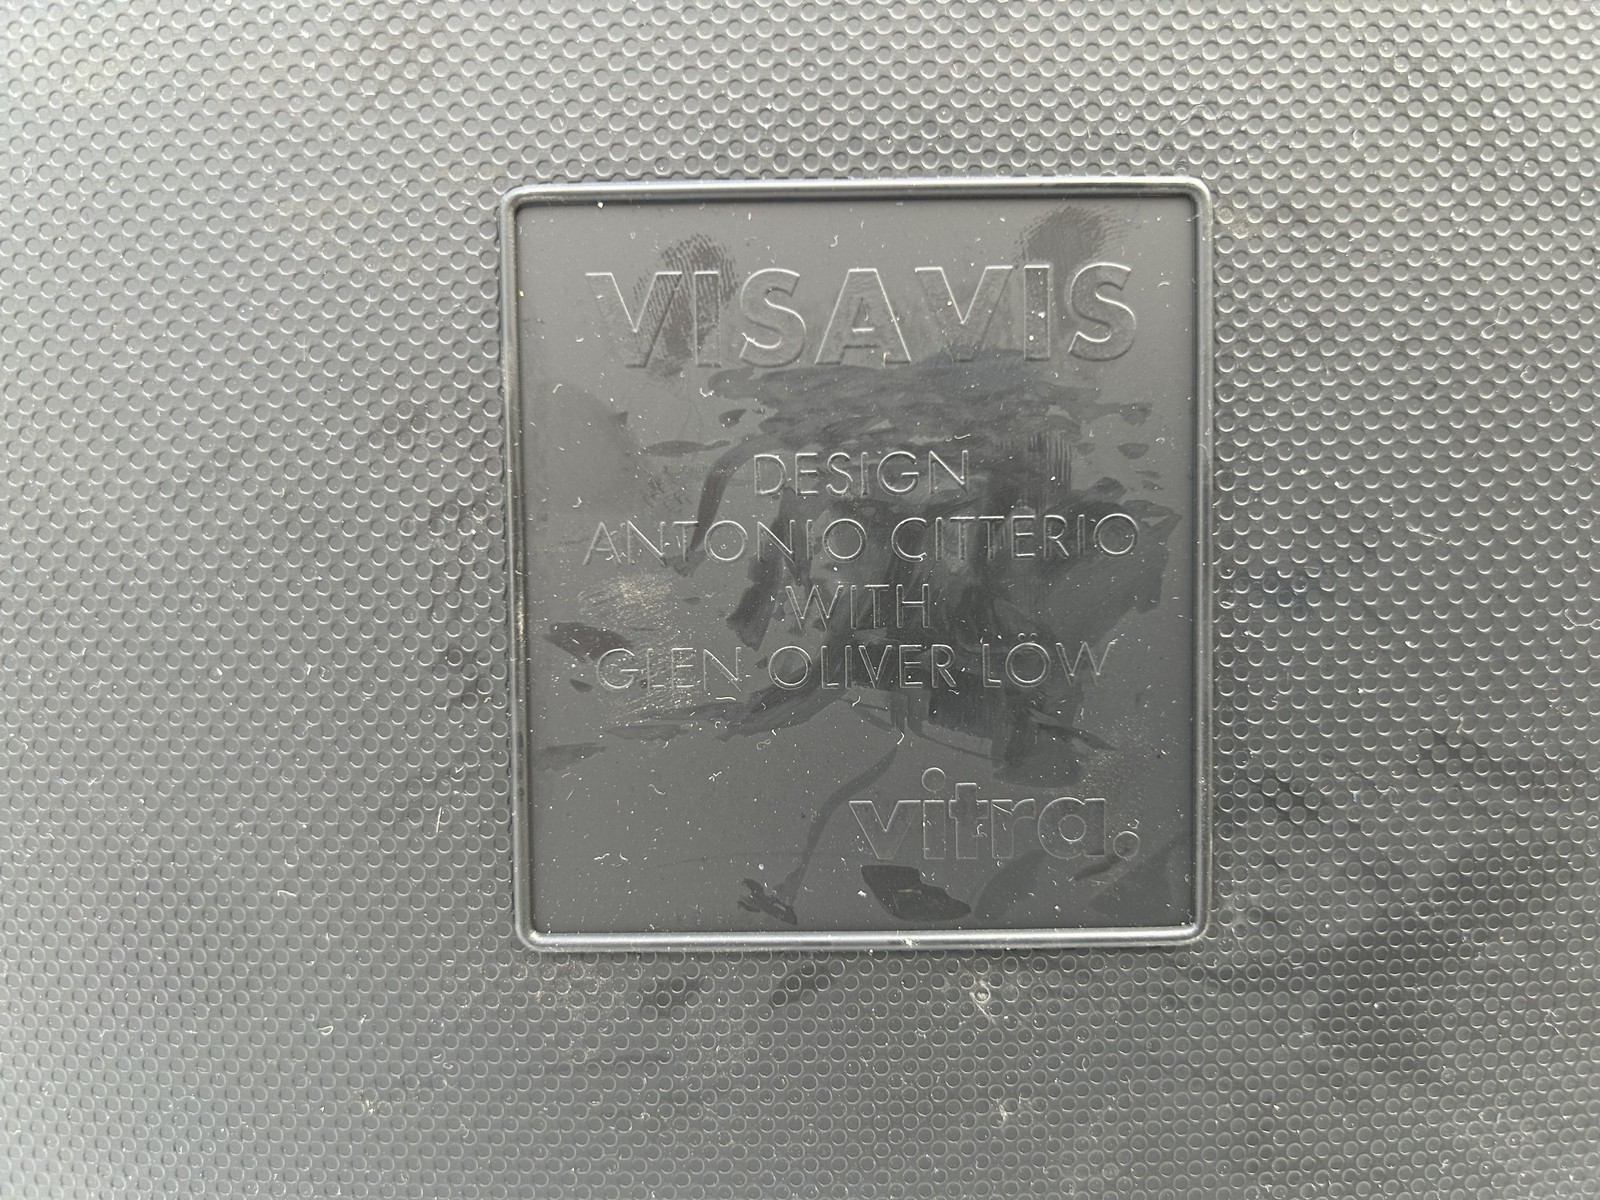 VISAVIS
DESIGN
ANTONIO CITTERIO
WITH
GLEN OLIVER LÖW
vitra.